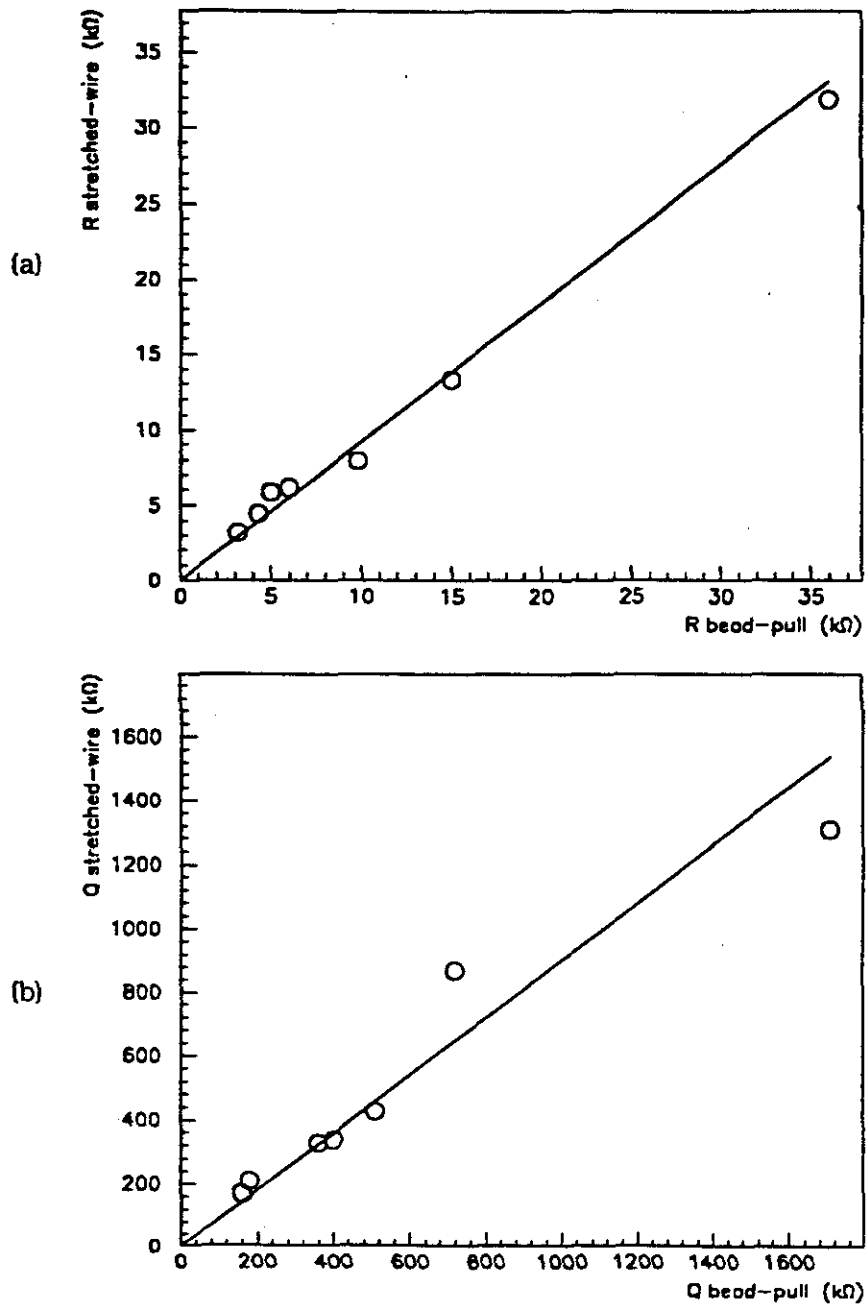 (a)
R stretched-wire (kΩ)
35
30
25
20
15
10
5
0
0 5 10 15 20 25 30 35
R bead-pull (kΩ)
(b)
Q stretched-wire (kΩ)
1600
1400
1200
1000
800
600
400
200
0
0 200 400 600 800 1000 1200 1400 1600
Q bead-pull (kΩ)